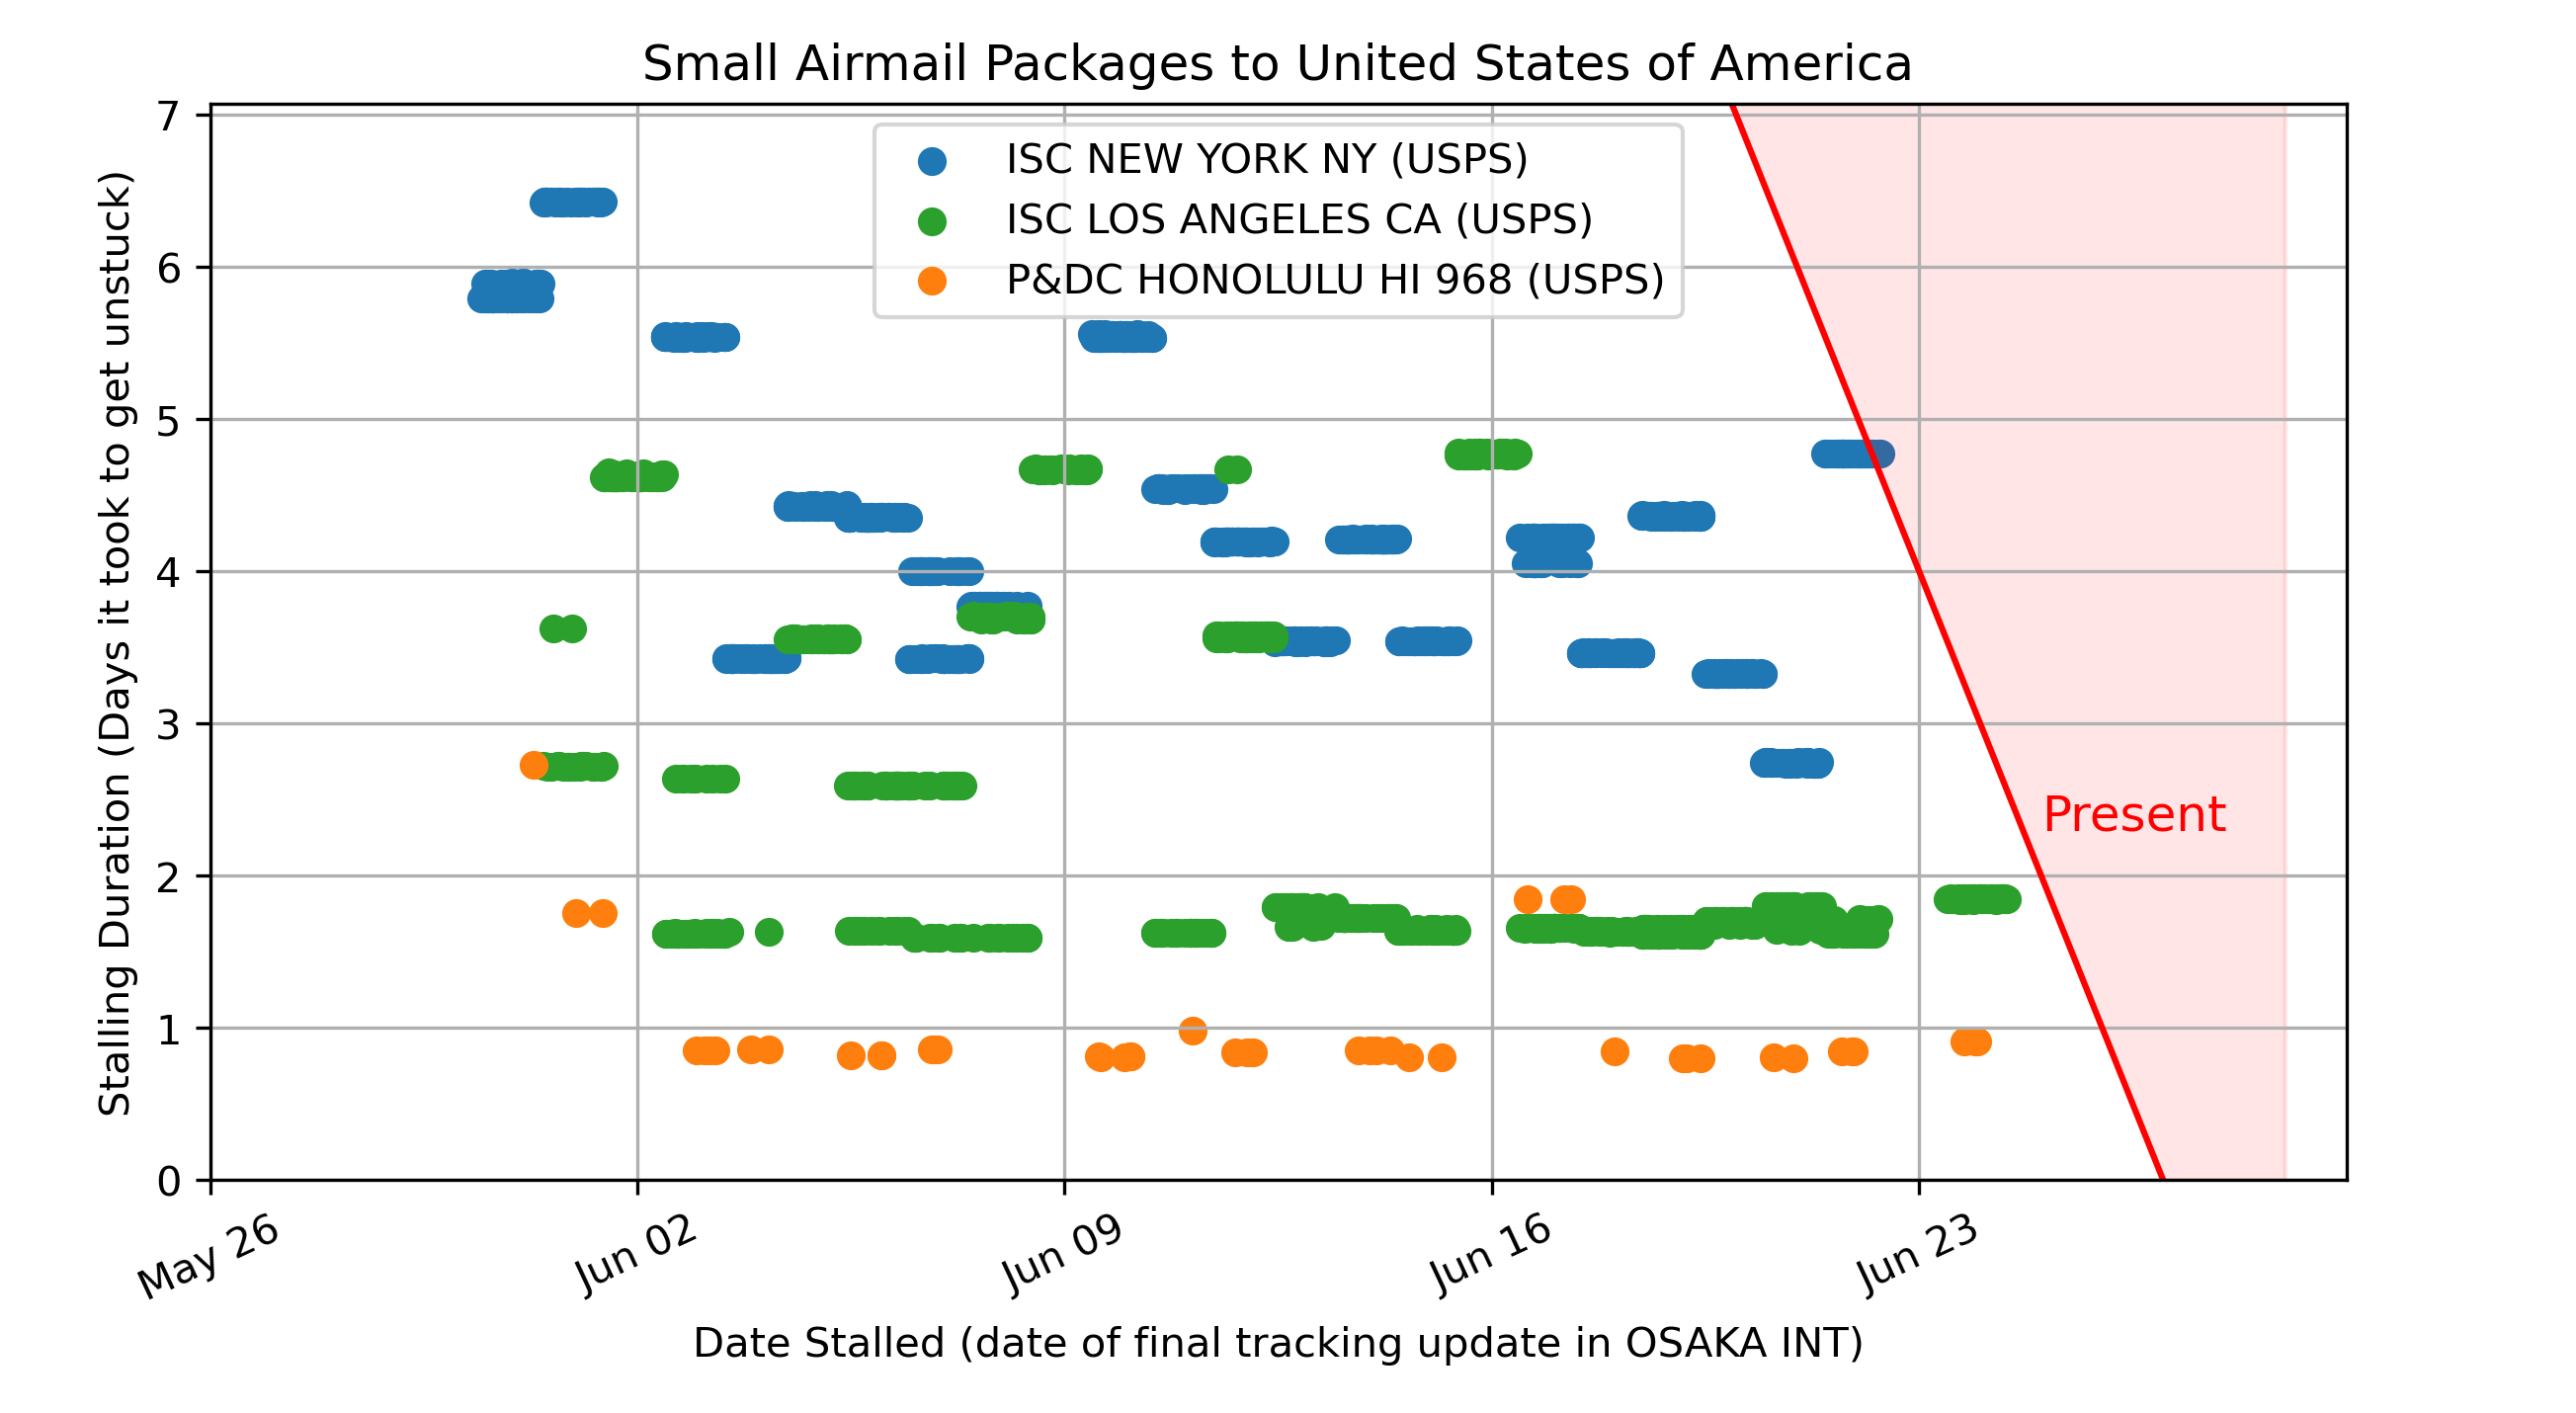 Small Airmail Packages to United States of America
Stalling Duration (Days it took to get unstuck)
7
6
5
4
3
2
1
0
ISC NEW YORK NY (USPS)
ISC LOS ANGELES CA (USPS)
P&DC HONOLULU HI 968 (USPS)
Present
May 26
Jun 02
Jun 09
Jun 16
Jun 23
Date Stalled (date of final tracking update in OSAKA INT)